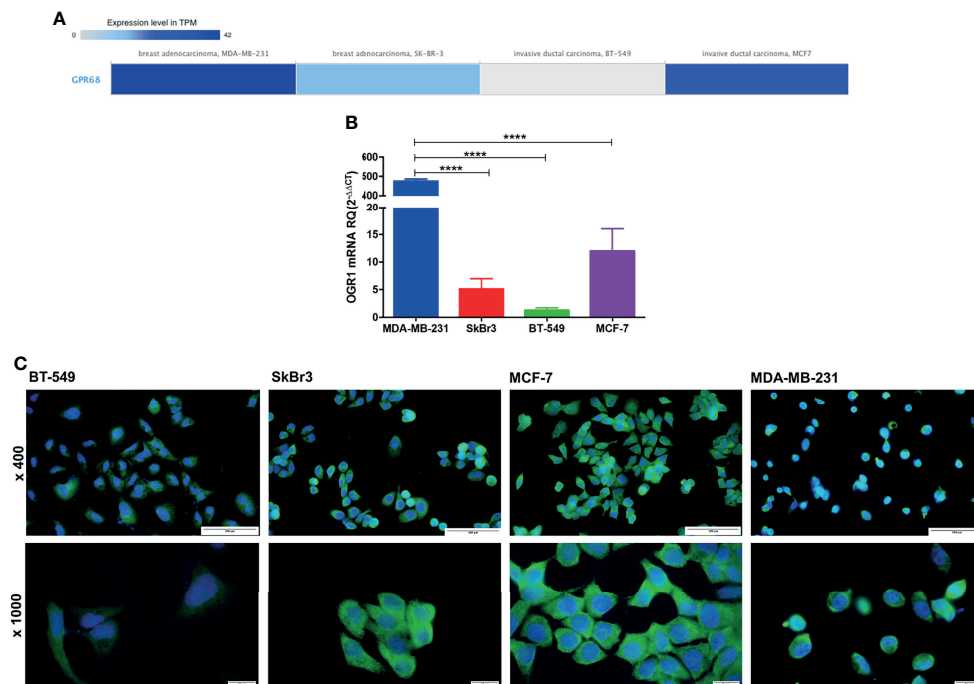 A
Expression level in TPM
0 42
breast adenocarcinoma, MDA-MB-231 breast adnocarcinoma, SK-BR-3 invasive ductal carcinoma, BT-549 invasive ductal carcinoma, MCF7
GPR68
B
****
****
****
OGR1 mRNA RQ(2-ΔΔCT)
600
500
400
20
15
10
5
0
MDA-MB-231 SkBr3 BT-549 MCF-7
C
BT-549 SkBr3 MCF-7 MDA-MB-231
x 400
x 1000